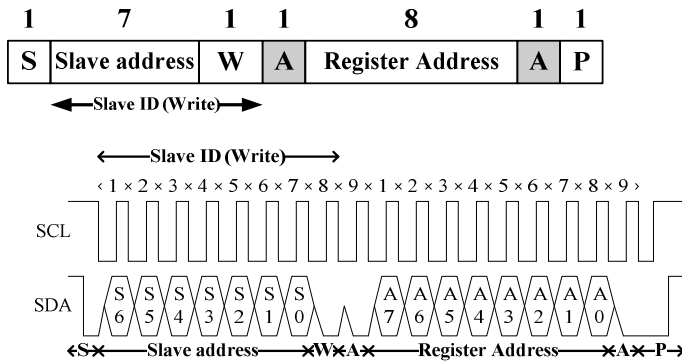 1 7 1 1 8 1 1
S Slave address W A Register Address A P
Slave ID (Write)
Slave ID (Write)
1 2 3 4 5 6 7 8 9 1 2 3 4 5 6 7 8 9
SCL
SDA S6 S5 S4 S3 S2 S1 S0 A7 A6 A5 A4 A3 A2 A1 A0
S Slave address W A Register Address A P